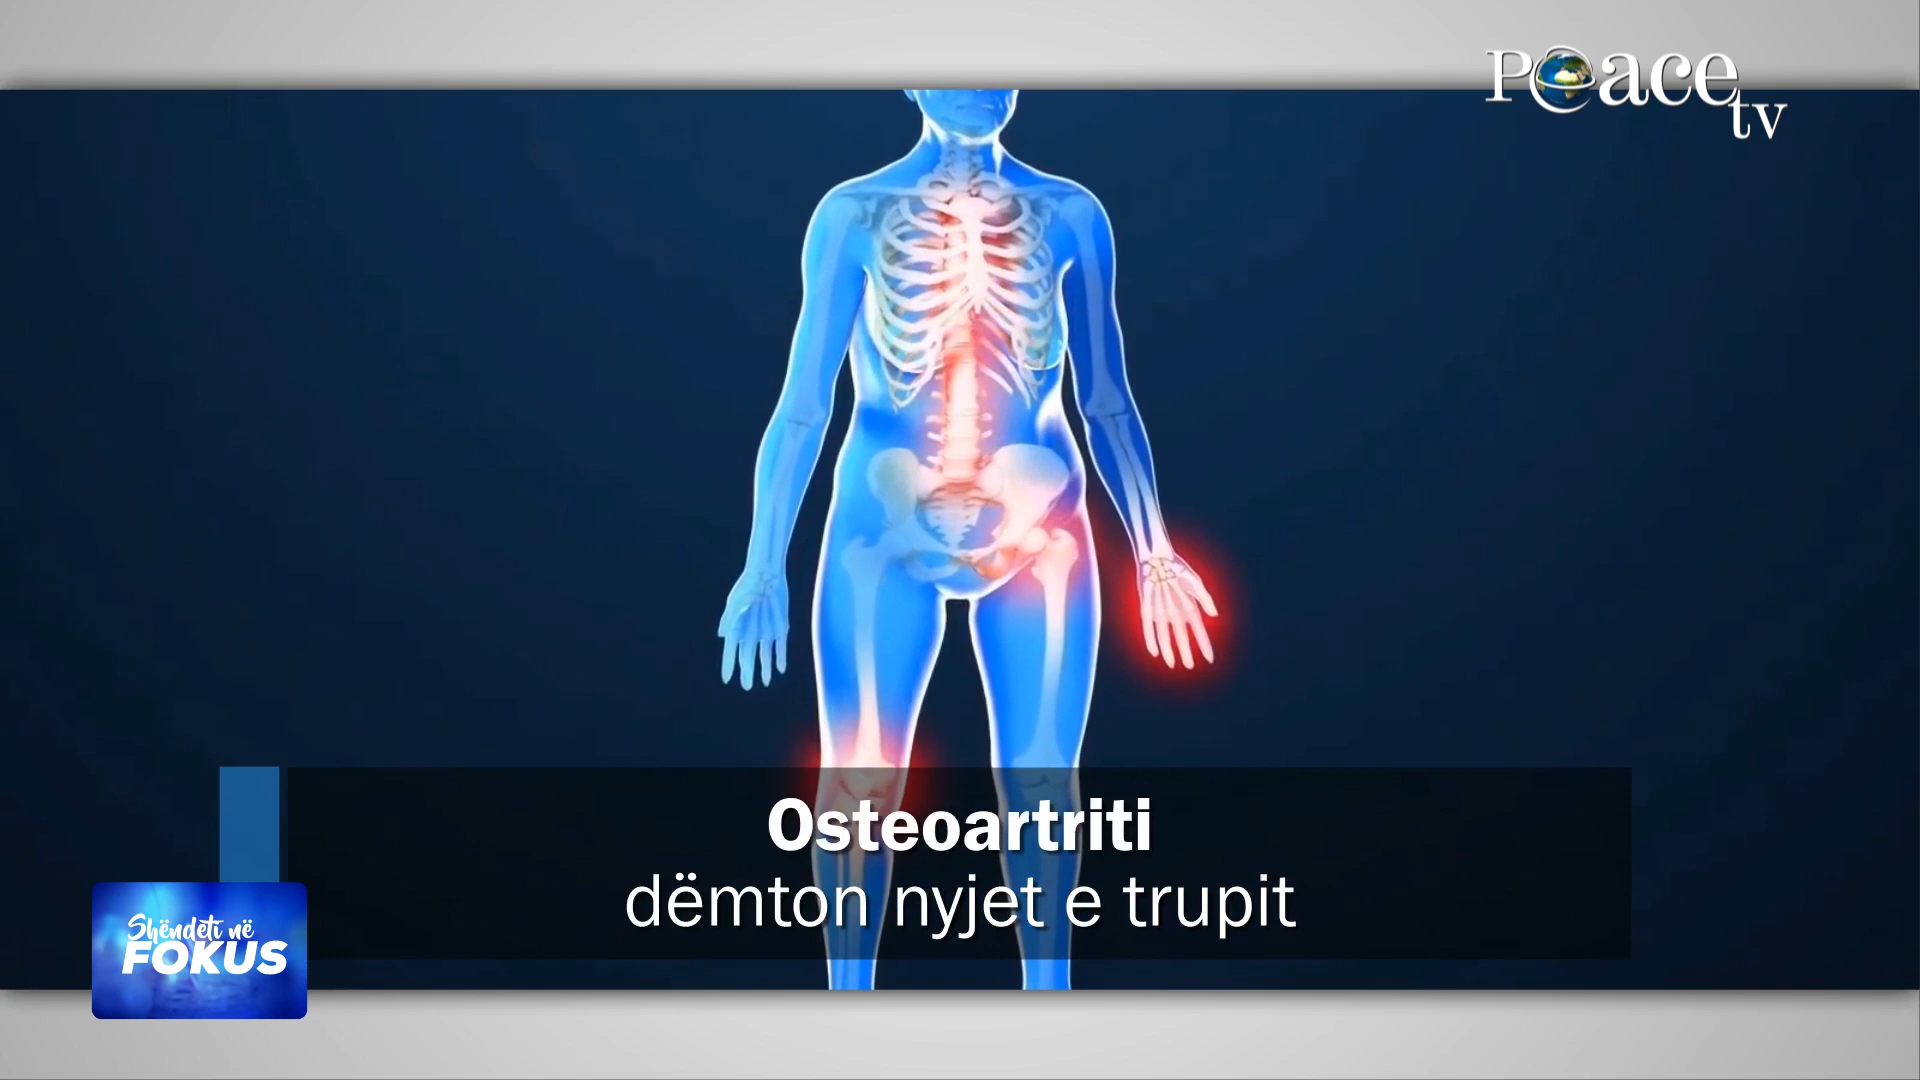 Peace
tv
Osteoartriti
dëmton nyjet e trupit
Shëndeti në
FOKUS